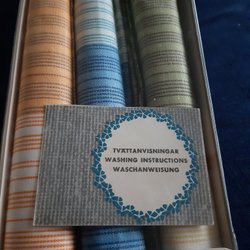 TVÄTTANVISNINGAR
WASHING INSTRUCTIONS
WASCHANWEISUNG